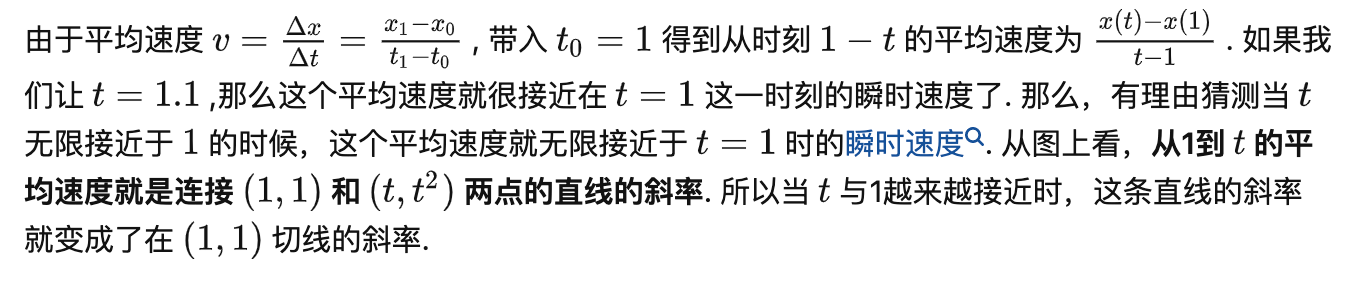 由于平均速度 $v = \frac{\Delta x}{\Delta t} = \frac{x_1 - x_0}{t_1 - t_0}$ , 带入 $t_0 = 1$ 得到从时刻 $1 - t$ 的平均速度为 $\frac{x(t) - x(1)}{t - 1}$ . 如果我
们让 $t = 1.1$ ,那么这个平均速度就很接近在 $t = 1$ 这一时刻的瞬时速度了. 那么，有理由猜测当 $t$
无限接近于 $1$ 的时候，这个平均速度就无限接近于 $t = 1$ 时的瞬时速度. 从图上看，从1到 $t$ 的平
均速度就是连接 $(1, 1)$ 和 $(t, t^2)$ 两点的直线的斜率. 所以当 $t$ 与1越来越接近时，这条直线的斜率
就变成了在 $(1, 1)$ 切线的斜率.